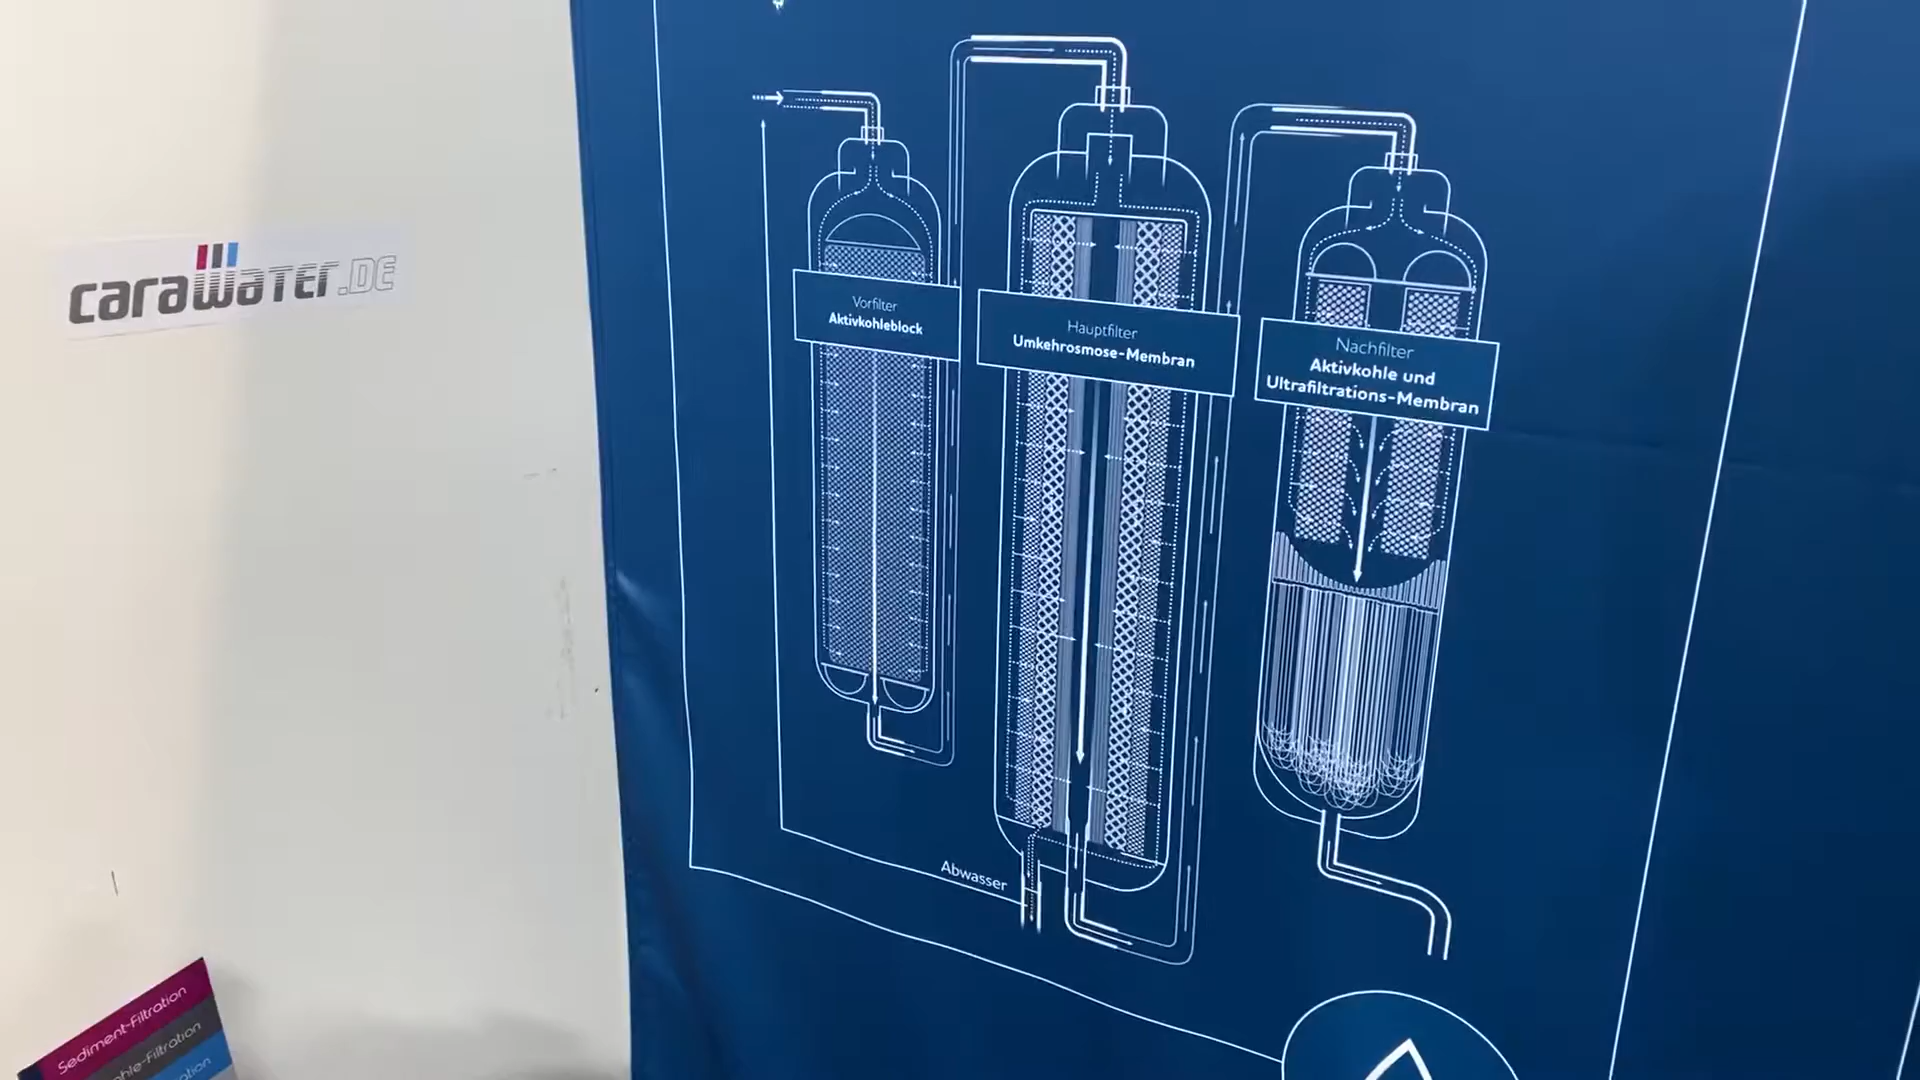 carawater.DE
Vorfilter
Aktivkohleblock
Hauptfilter
Umkehrosmose-Membran
Nachfilter
Aktivkohle und
Ultrafiltrations-Membran
Abwasser
Sediment-Filtration